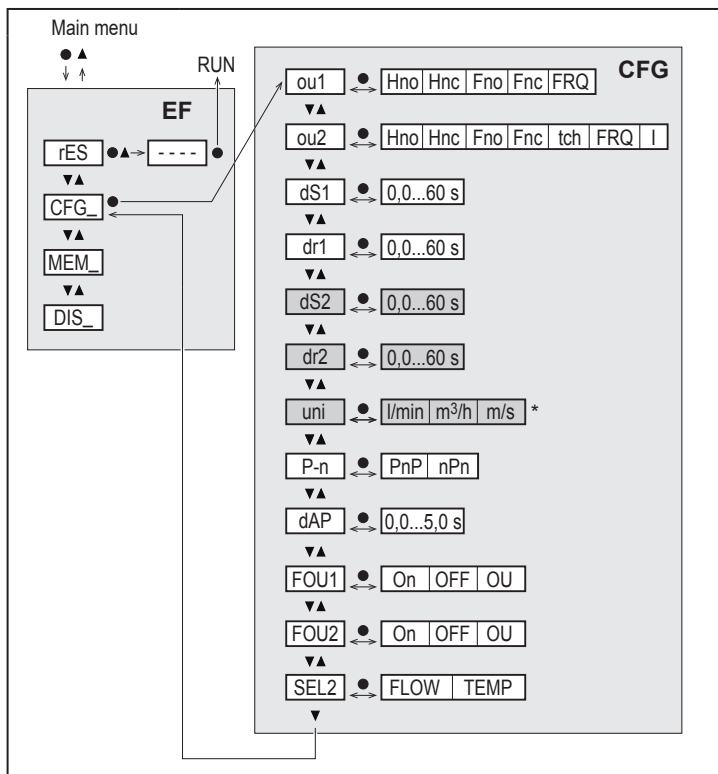 Main menu
RUN
EF
rES
- - - -
CFG_
MEM_
DIS_
CFG
ou1 Hno Hnc Fno Fnc FRQ
ou2 Hno Hnc Fno Fnc tch FRQ I
dS1 0,0...60 s
dr1 0,0...60 s
dS2 0,0...60 s
dr2 0,0...60 s
uni l/min m³/h m/s *
P-n PnP nPn
dAP 0,0...5,0 s
FOU1 On OFF OU
FOU2 On OFF OU
SEL2 FLOW TEMP